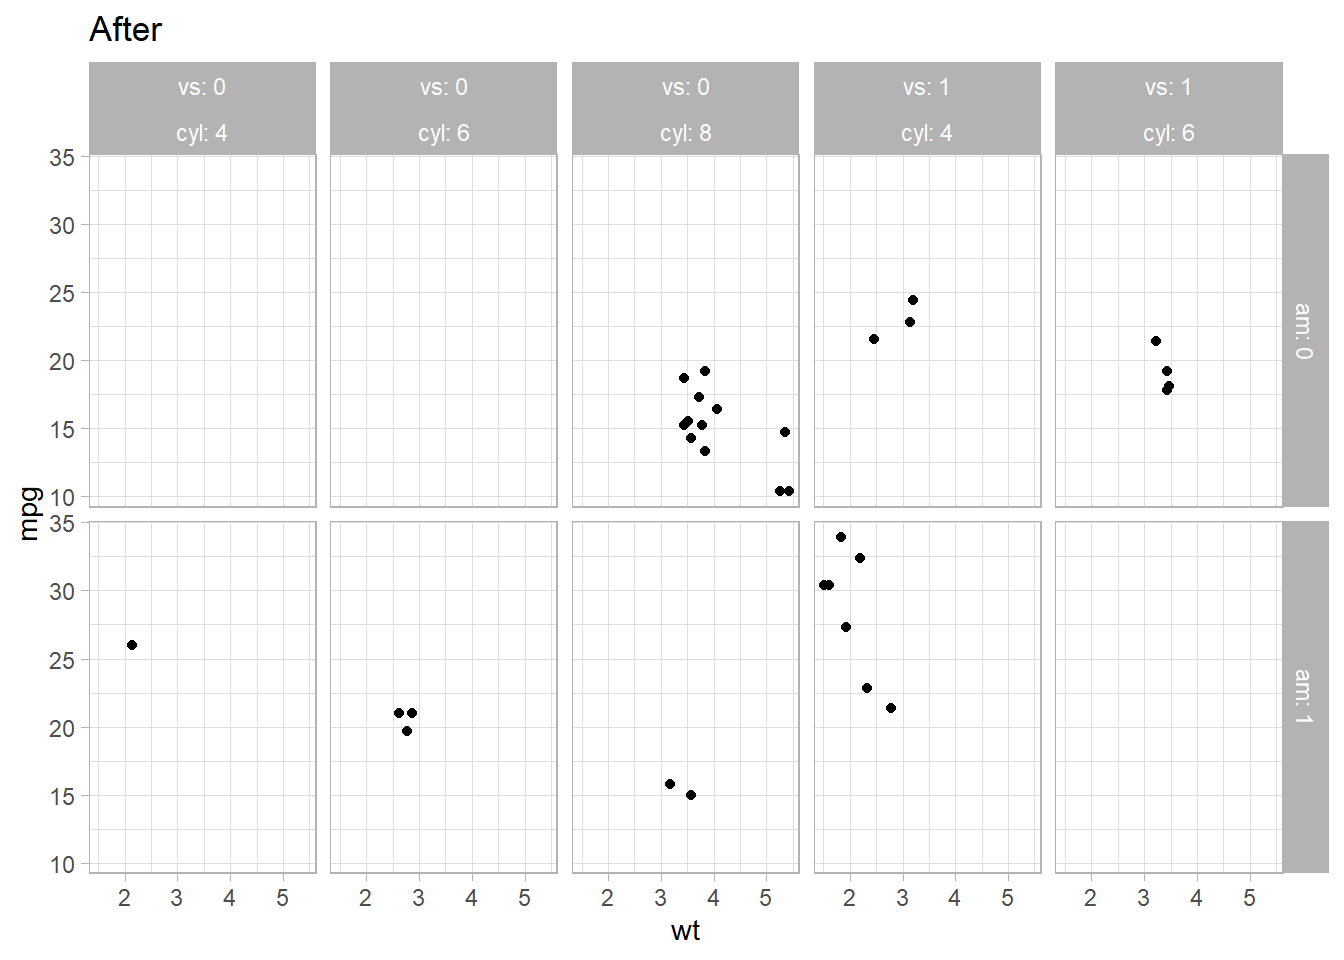 After
vs: 0 vs: 0 vs: 0 vs: 1 vs: 1
cyl: 4 cyl: 6 cyl: 8 cyl: 4 cyl: 6
35
30
25
20
15
10
am: 0
mpg
35
30
25
20
15
10
am: 1
2 3 4 5 2 3 4 5 2 3 4 5 2 3 4 5 2 3 4 5
wt